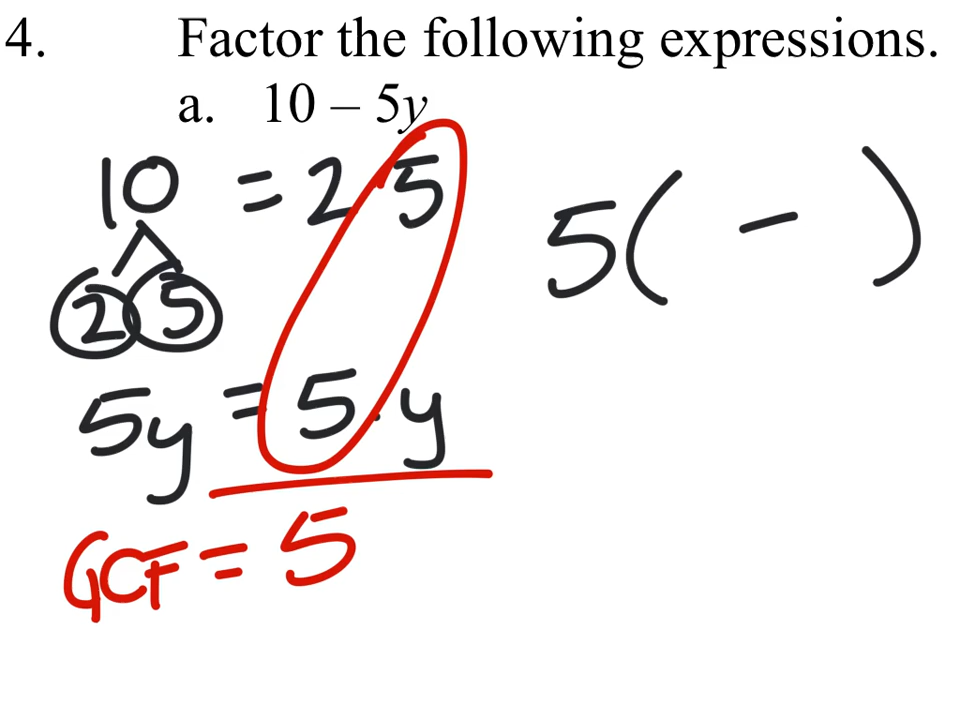 4. Factor the following expressions.
a. 10 – 5y
10 = 2 · 5
2 5
5y = 5 · y
GCF = 5
5( – )